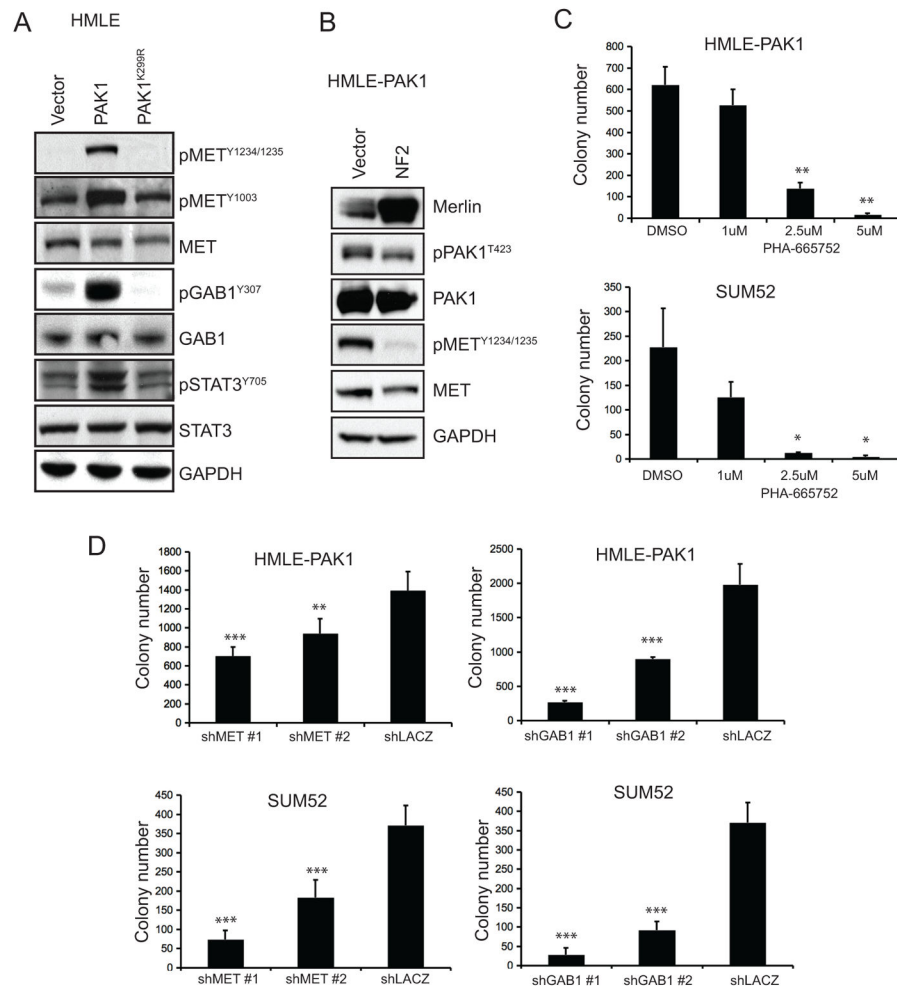 A
HMLE
Vector
PAK1
PAK1K299R
pMETY1234/1235
pMETY1003
MET
pGAB1Y307
GAB1
pSTAT3Y705
STAT3
GAPDH
B
HMLE-PAK1
Vector
NF2
Merlin
pPAK1T423
PAK1
pMETY1234/1235
MET
GAPDH
C
HMLE-PAK1
Colony number
800
700
600
500
400
300
200
100
0
**
**
DMSO 1uM 2.5uM 5uM
PHA-665752
SUM52
Colony number
350
300
250
200
150
100
50
0
*
*
DMSO 1uM 2.5uM 5uM
PHA-665752
D
HMLE-PAK1
Colony number
1800
1600
1400
1200
1000
800
600
400
200
0
***
**
shMET #1 shMET #2 shLACZ
HMLE-PAK1
Colony number
2500
2000
1500
1000
500
0
***
***
shGAB1 #1 shGAB1 #2 shLACZ
SUM52
Colony number
450
400
350
300
250
200
150
100
50
0
***
***
shMET #1 shMET #2 shLACZ
SUM52
Colony number
450
400
350
300
250
200
150
100
50
0
***
***
shGAB1 #1 shGAB1 #2 shLACZ